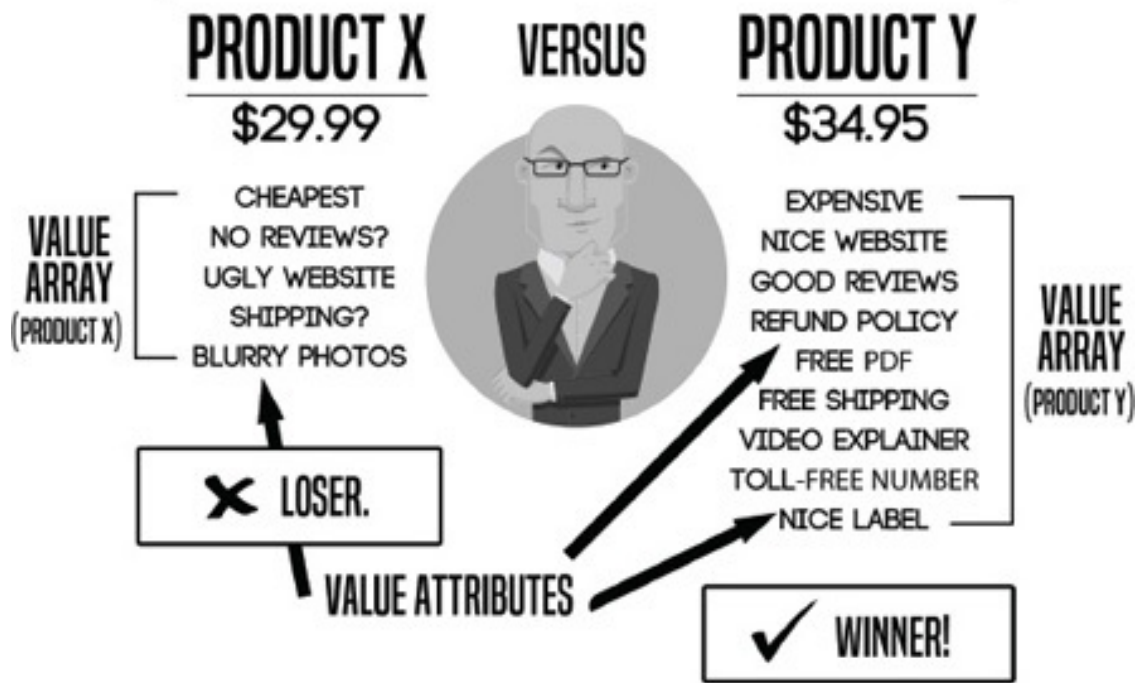 PRODUCT X
VERSUS
PRODUCT Y
$29.99
$34.95
VALUE
ARRAY
(PRODUCT X)
CHEAPEST
NO REVIEWS?
UGLY WEBSITE
SHIPPING?
BLURRY PHOTOS
EXPENSIVE
NICE WEBSITE
GOOD REVIEWS
REFUND POLICY
FREE PDF
FREE SHIPPING
VIDEO EXPLAINER
TOLL-FREE NUMBER
NICE LABEL
VALUE
ARRAY
(PRODUCT Y)
LOSER.
VALUE ATTRIBUTES
WINNER!